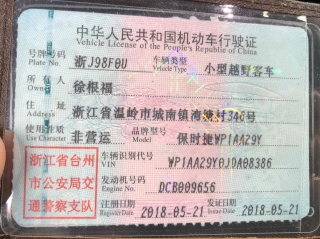 中华人民共和国机动车行驶证
Vehicle License of the People's Republic of China
号牌号码 浙J98F0U 车辆类型 小型越野客车
Plate No. Vehicle Type
所有人 徐根福
Owner
住址 浙江省温岭市城南镇湾塘村346号
Address
使用性质 非营运 品牌型号 保时捷WP1AA29Y
Use Character Model
浙江省台州
市公安局交
通警察支队
车辆识别代号 WP1AA29Y0JDA08386
VIN
发动机号码 DCB009656
Engine No.
注册日期 2018-05-21 发证日期 2018-05-21
Register Date Issue Date